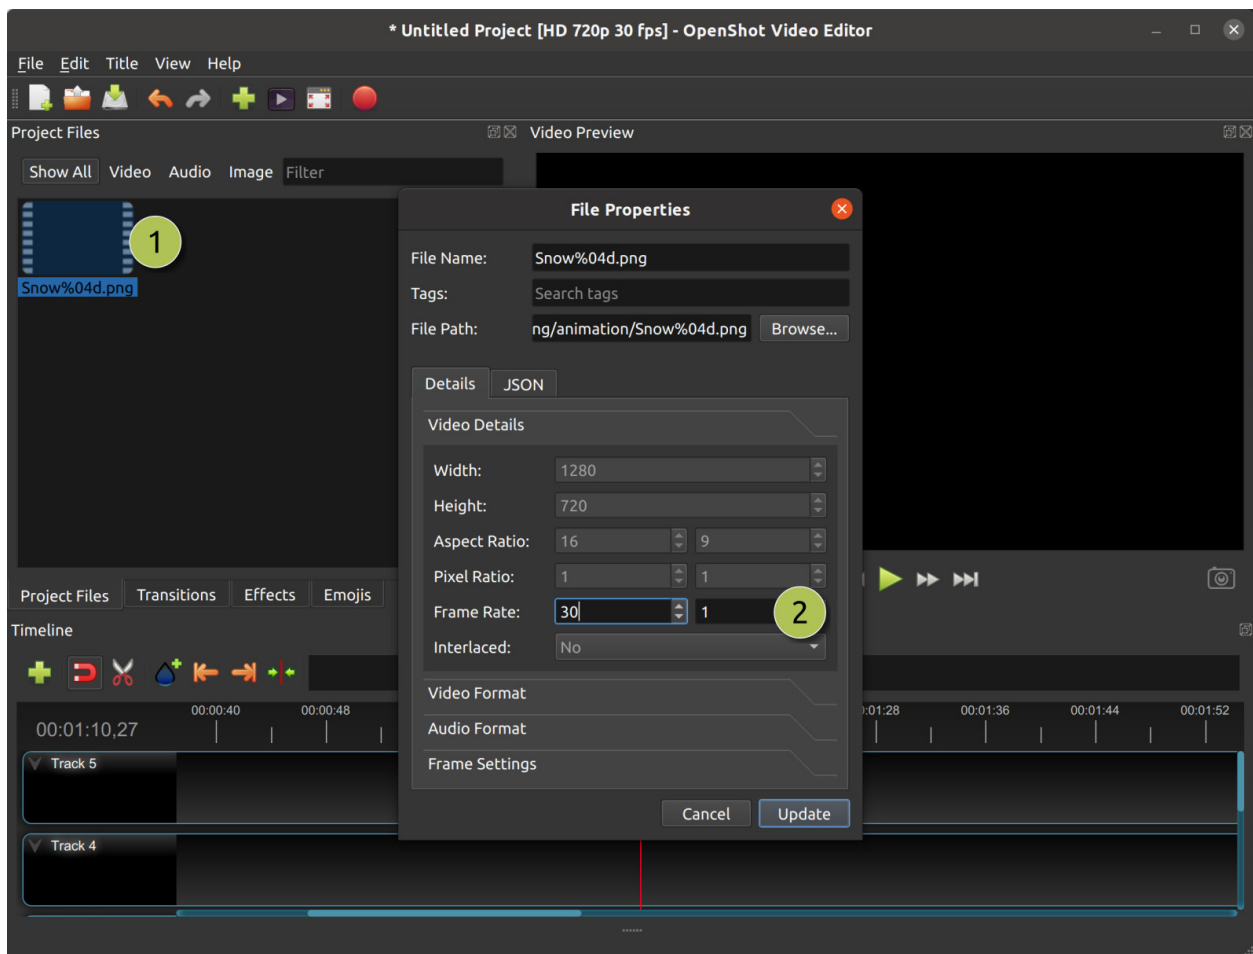 * Untitled Project [HD 720p 30 fps] - OpenShot Video Editor
File Edit Title View Help
Project Files
Video Preview
Show All Video Audio Image Filter
1
Snow%04d.png
File Properties
File Name: Snow%04d.png
Tags: Search tags
File Path: ng/animation/Snow%04d.png Browse...
Details JSON
Video Details
Width: 1280
Height: 720
Aspect Ratio: 16 9
Pixel Ratio: 1 1
Frame Rate: 30 1 2
Interlaced: No
Video Format
Audio Format
Frame Settings
Cancel Update
Project Files Transitions Effects Emojis
Timeline
00:01:10,27
00:00:40 00:00:48 :01:28 00:01:36 00:01:44 00:01:52
Track 5
Track 4